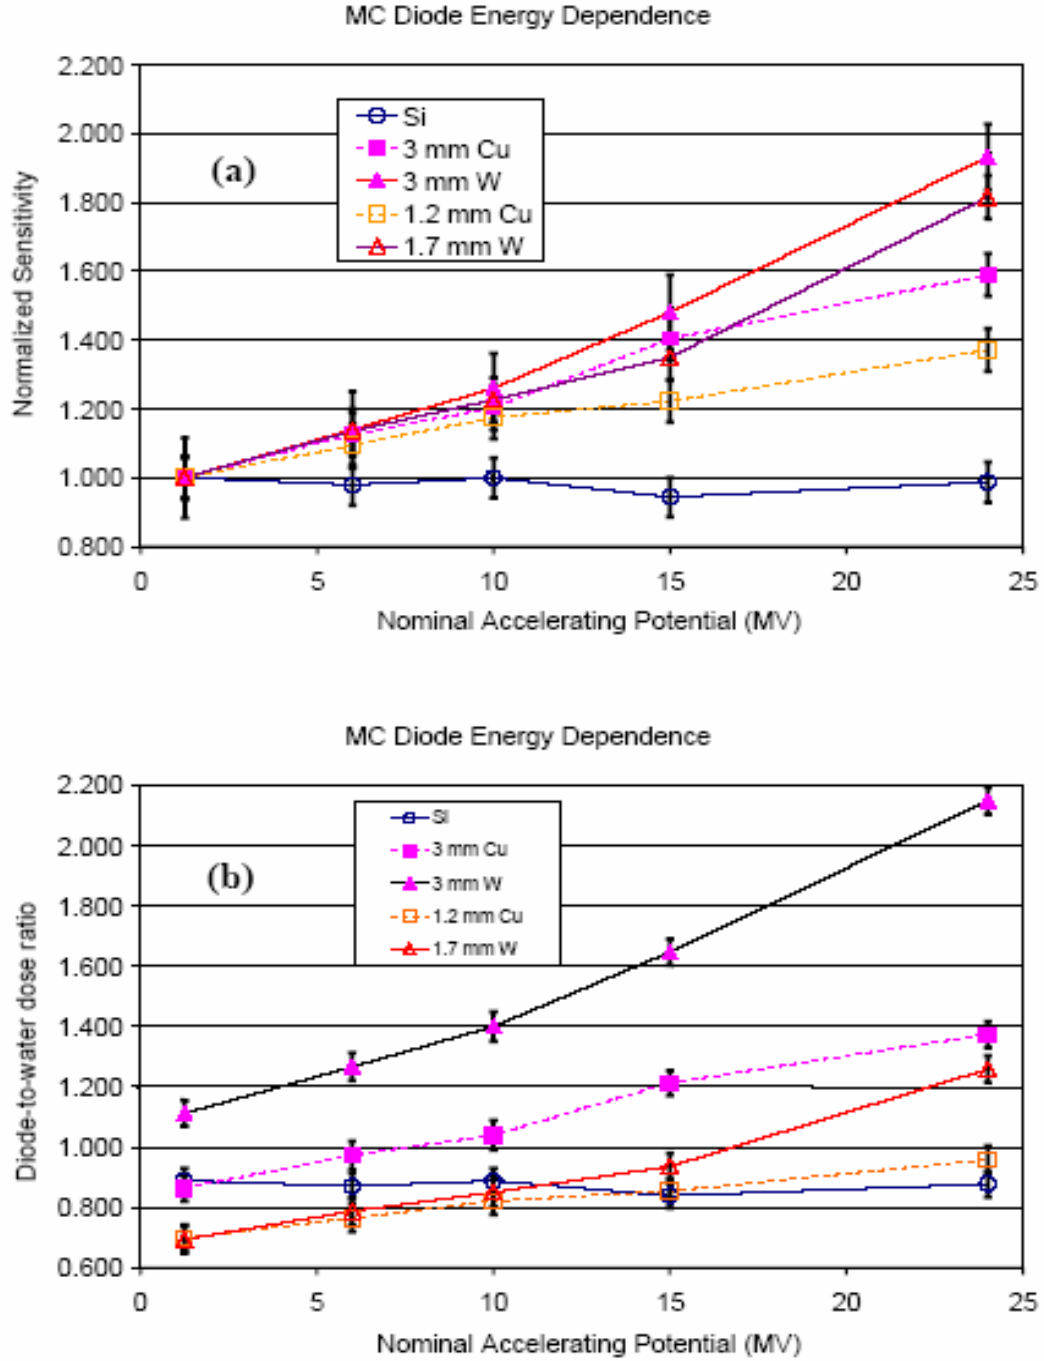 MC Diode Energy Dependence
2.200
2.000
1.800
1.600
1.400
1.200
1.000
0.800
Normalized Sensitivity
(a)
Si
3 mm Cu
3 mm W
1.2 mm Cu
1.7 mm W
0 5 10 15 20 25
Nominal Accelerating Potential (MV)
MC Diode Energy Dependence
2.200
2.000
1.800
1.600
1.400
1.200
1.000
0.800
0.600
Diode-to-water dose ratio
(b)
Si
3 mm Cu
3 mm W
1.2 mm Cu
1.7 mm W
0 5 10 15 20 25
Nominal Accelerating Potential (MV)